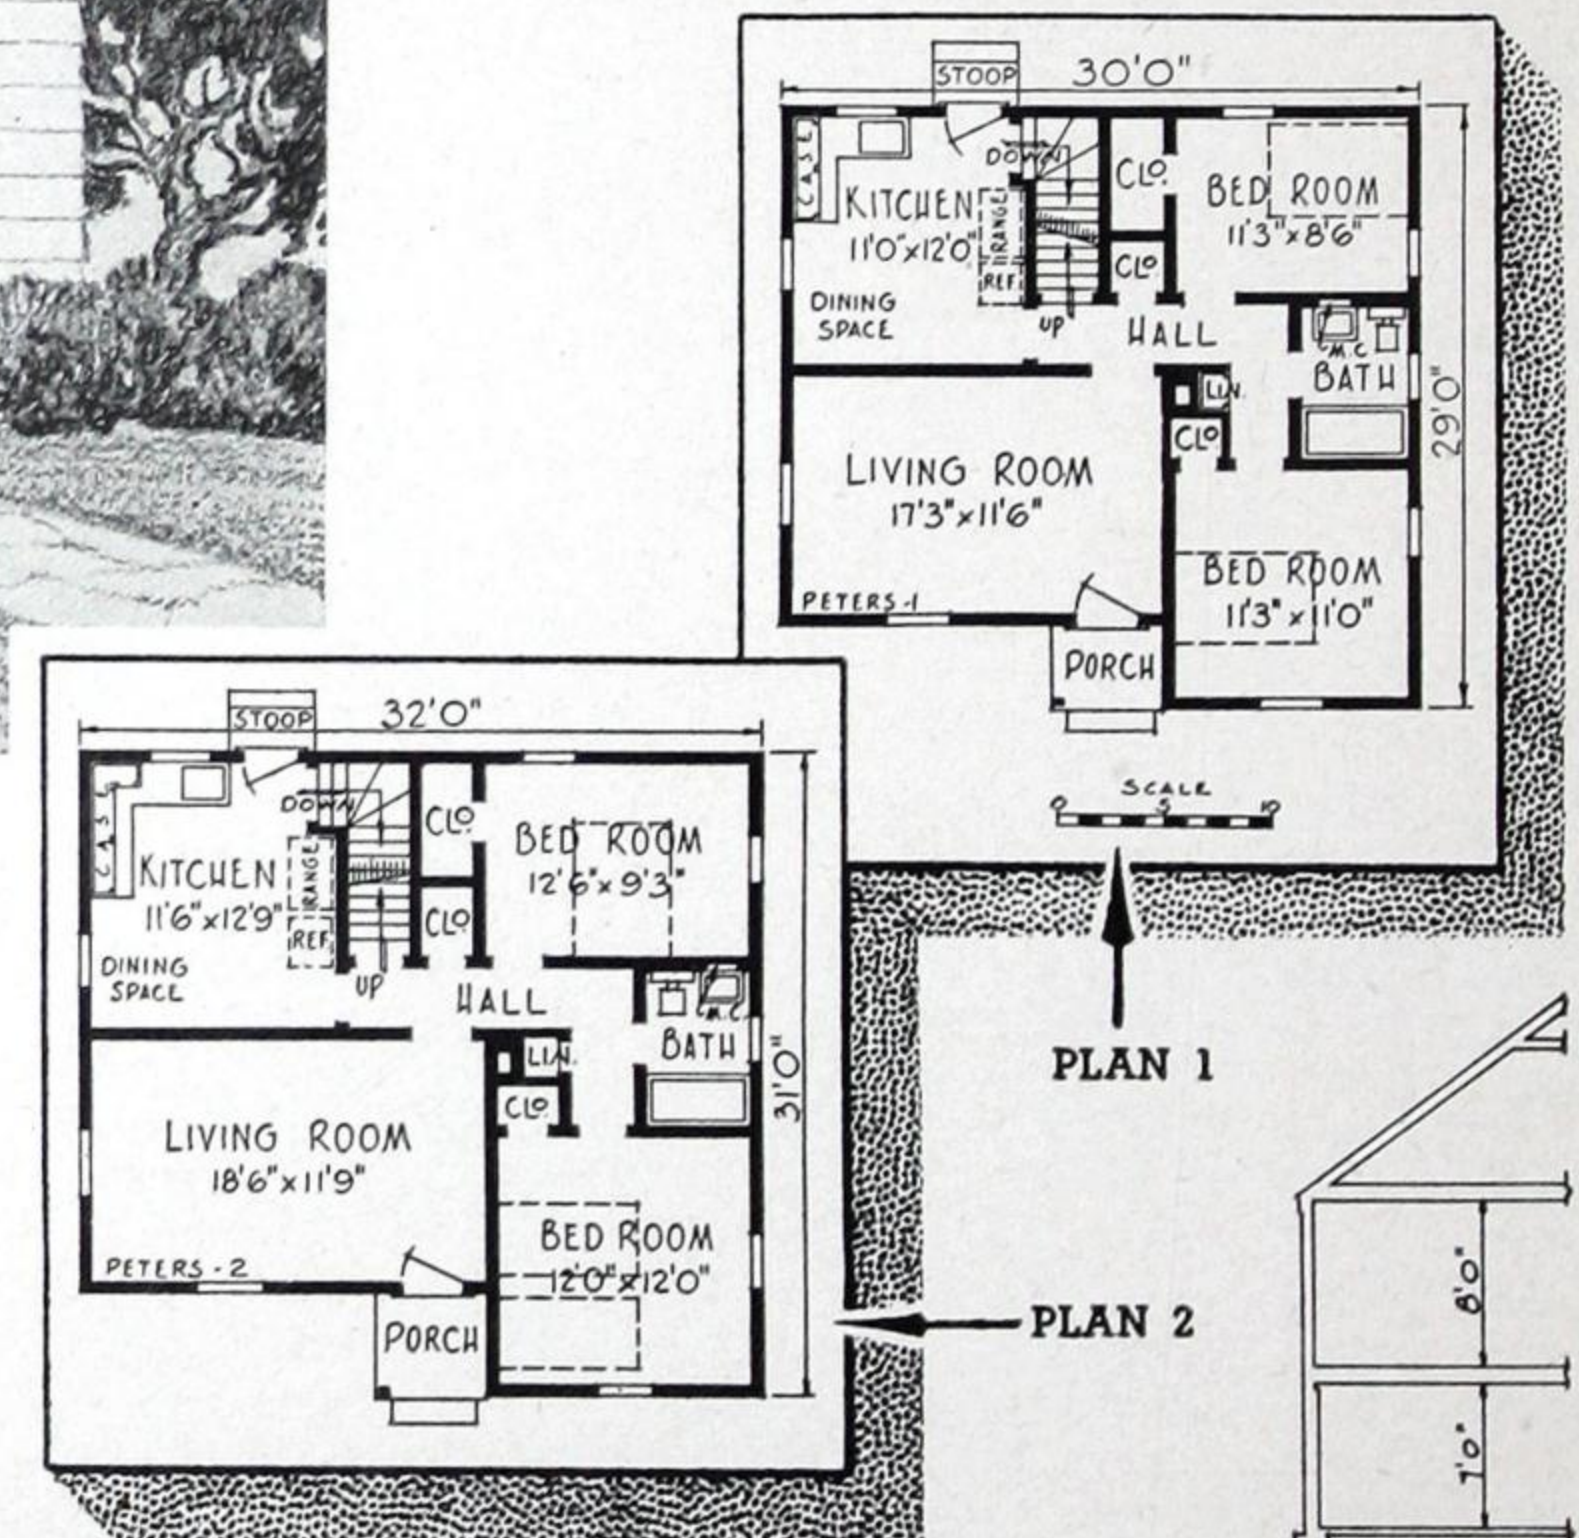 STOOP
30'0"
CASE
DOWN
CLO.
BED ROOM
11'3"x8'6"
KITCHEN
11'0"x12'0"
RANGE
REF.
CLO.
DINING
SPACE
UP
HALL
M.C.
BATH
LIN.
CLO.
29'0"
LIVING ROOM
17'3"x11'6"
BED ROOM
11'3"x11'0"
PETERS-1
PORCH
SCALE
0 5 10
PLAN 1
STOOP
32'0"
CASE
DOWN
CLO.
BED ROOM
12'6"x9'3"
KITCHEN
11'6"x12'9"
RANGE
REF.
CLO.
DINING
SPACE
UP
HALL
M.C.
BATH
LIN.
CLO.
31'0"
LIVING ROOM
18'6"x11'9"
BED ROOM
12'0"x12'0"
PETERS-2
PORCH
PLAN 2
8'0"
7'0"